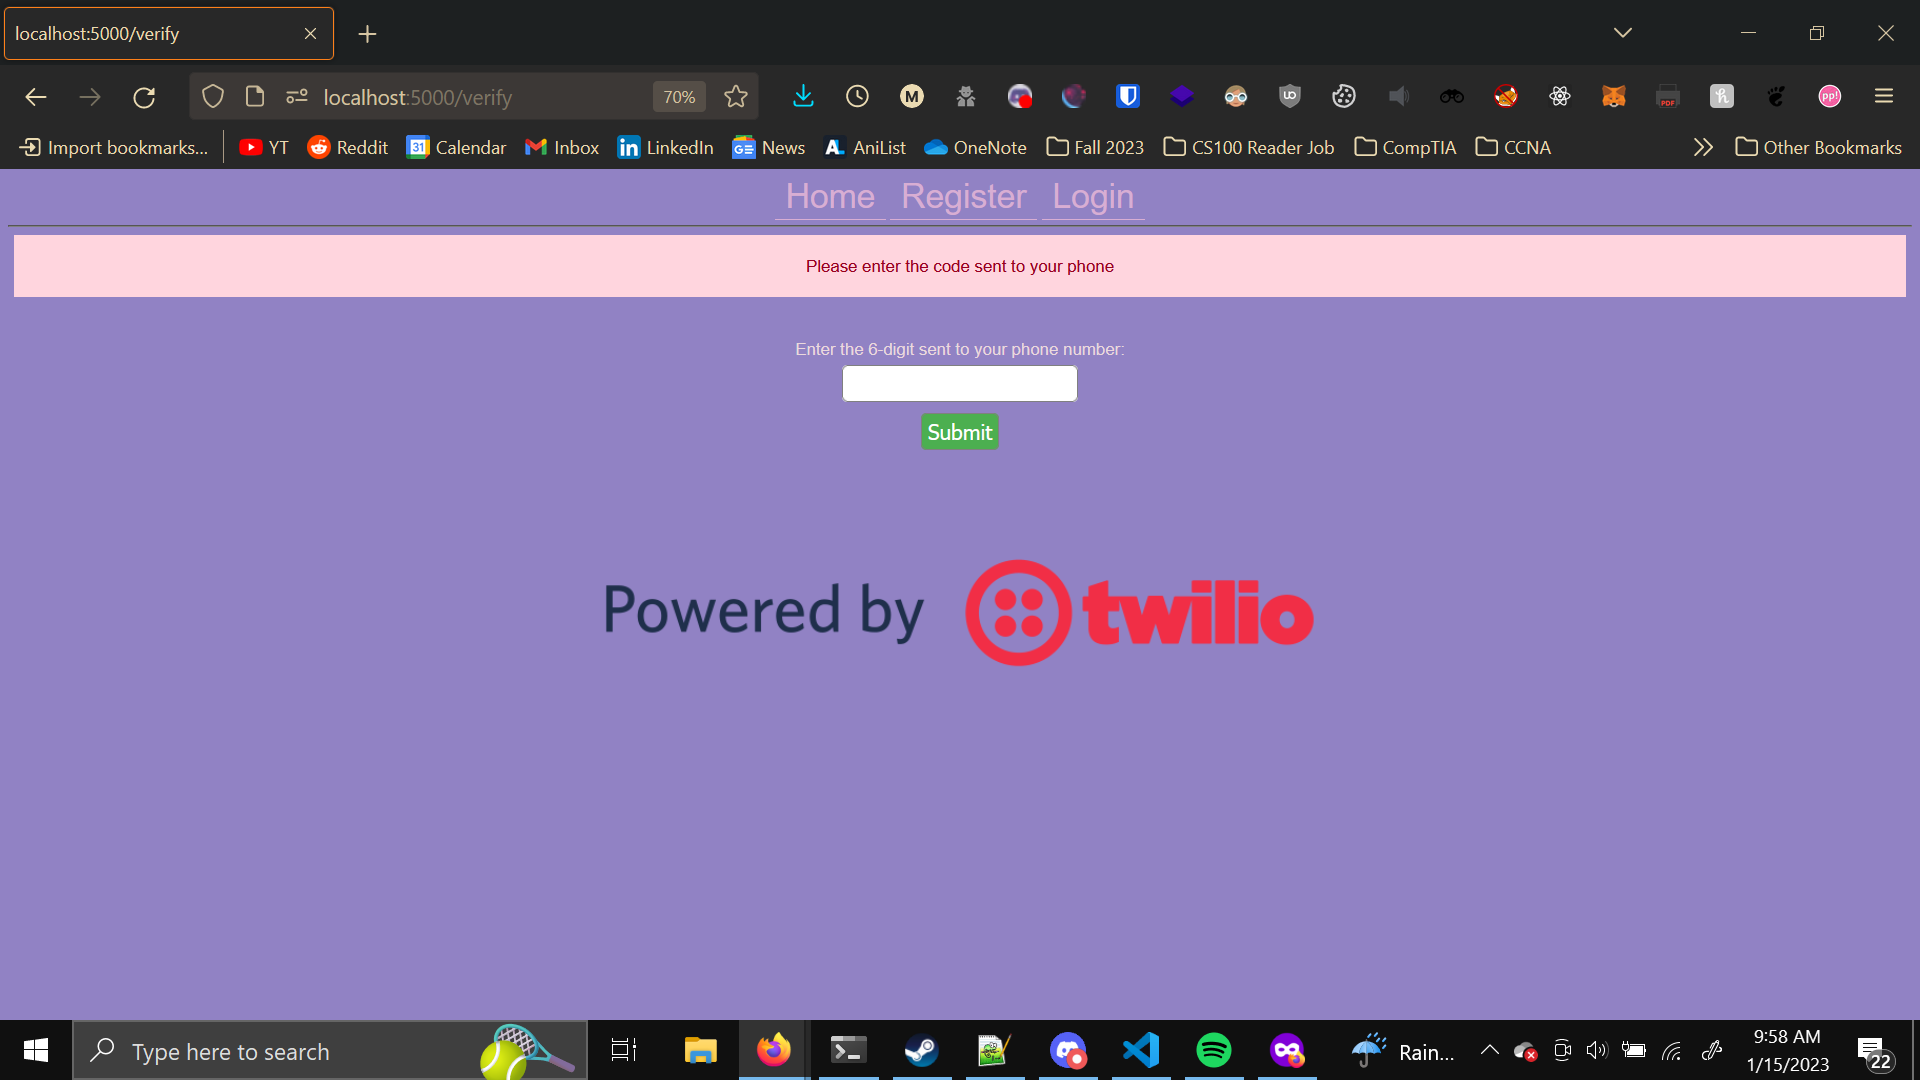 localhost:5000/verify
localhost:5000/verify
70%
Import bookmarks...
YT
Reddit
31
Calendar
Inbox
LinkedIn
News
AniList
OneNote
Fall 2023
CS100 Reader Job
CompTIA
CCNA
Other Bookmarks
Home Register Login
Please enter the code sent to your phone
Enter the 6-digit sent to your phone number:
Submit
Powered by twilio
Type here to search
Rain...
9:58 AM
1/15/2023
22